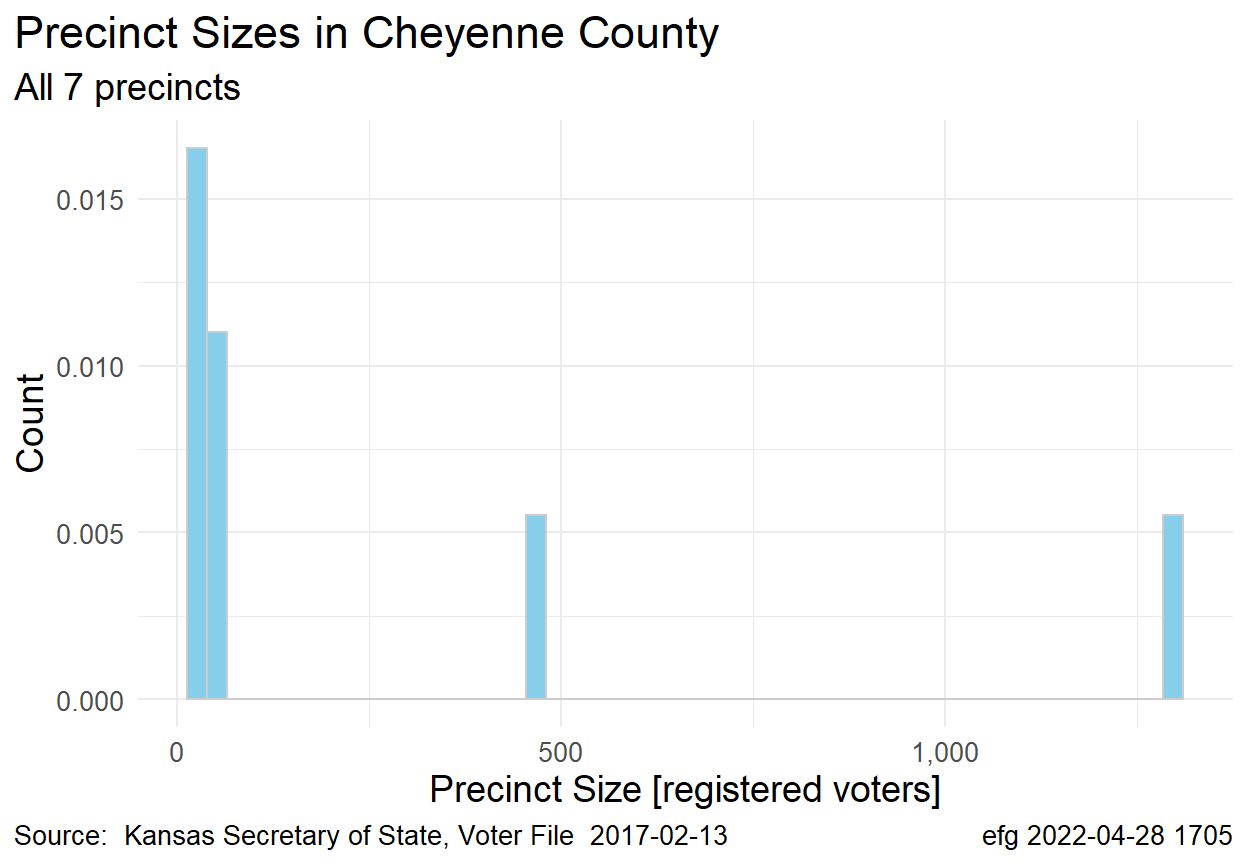 Precinct Sizes in Cheyenne County
All 7 precincts
0.015
0.010
0.005
0.000
Count
0 500 1,000
Precinct Size [registered voters]
Source:  Kansas Secretary of State, Voter File  2017-02-13
efg 2022-04-28 1705